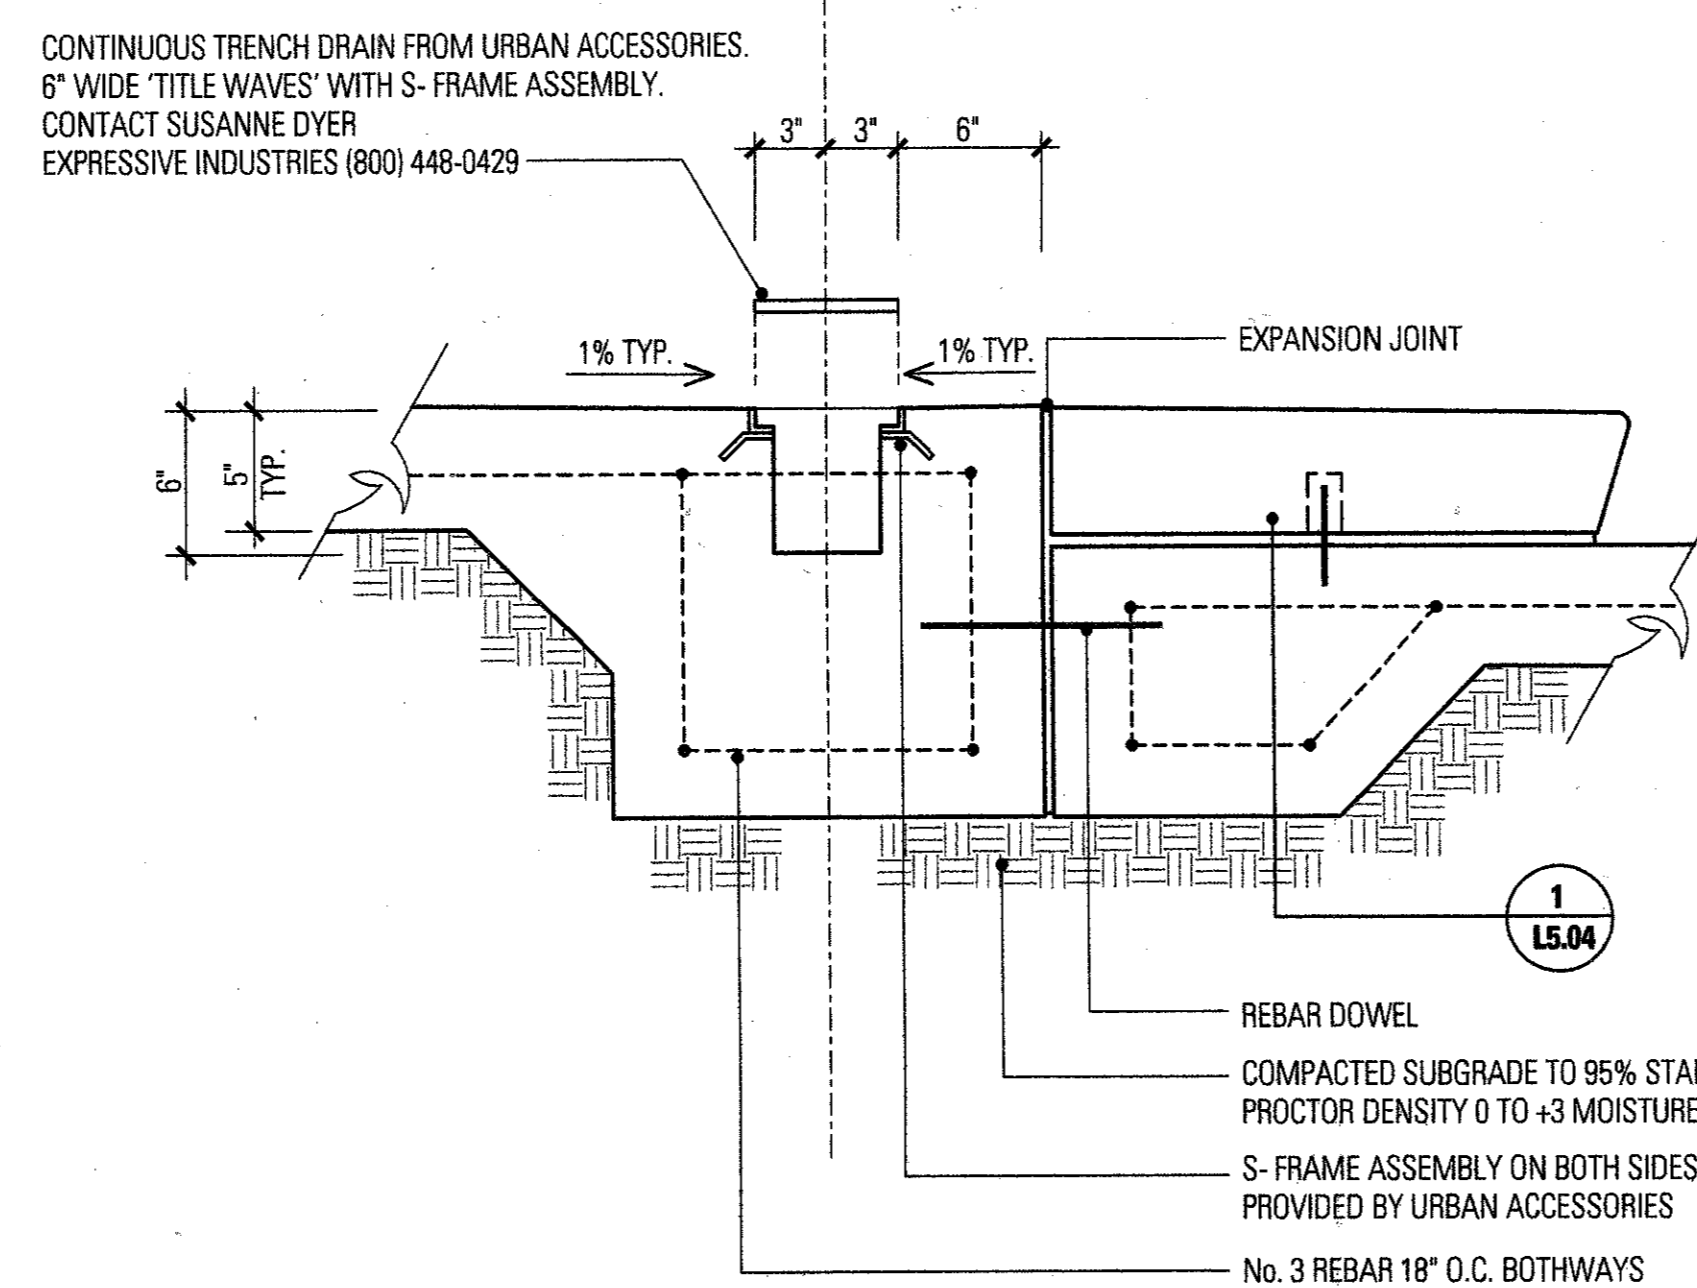 CONTINUOUS TRENCH DRAIN FROM URBAN ACCESSORIES.
6" WIDE 'TITLE WAVES' WITH S- FRAME ASSEMBLY.
CONTACT SUSANNE DYER
EXPRESSIVE INDUSTRIES (800) 448-0429
3" 3" 6"
EXPANSION JOINT
1% TYP. 1% TYP.
6" 5" TYP.
1
L5.04
REBAR DOWEL
COMPACTED SUBGRADE TO 95%
PROCTOR DENSITY 0 TO +3 MOISTURE
S- FRAME ASSEMBLY ON BOTH SIDES
PROVIDED BY URBAN ACCESSORIES
No. 3 REBAR 18" O.C. BOTHWAYS